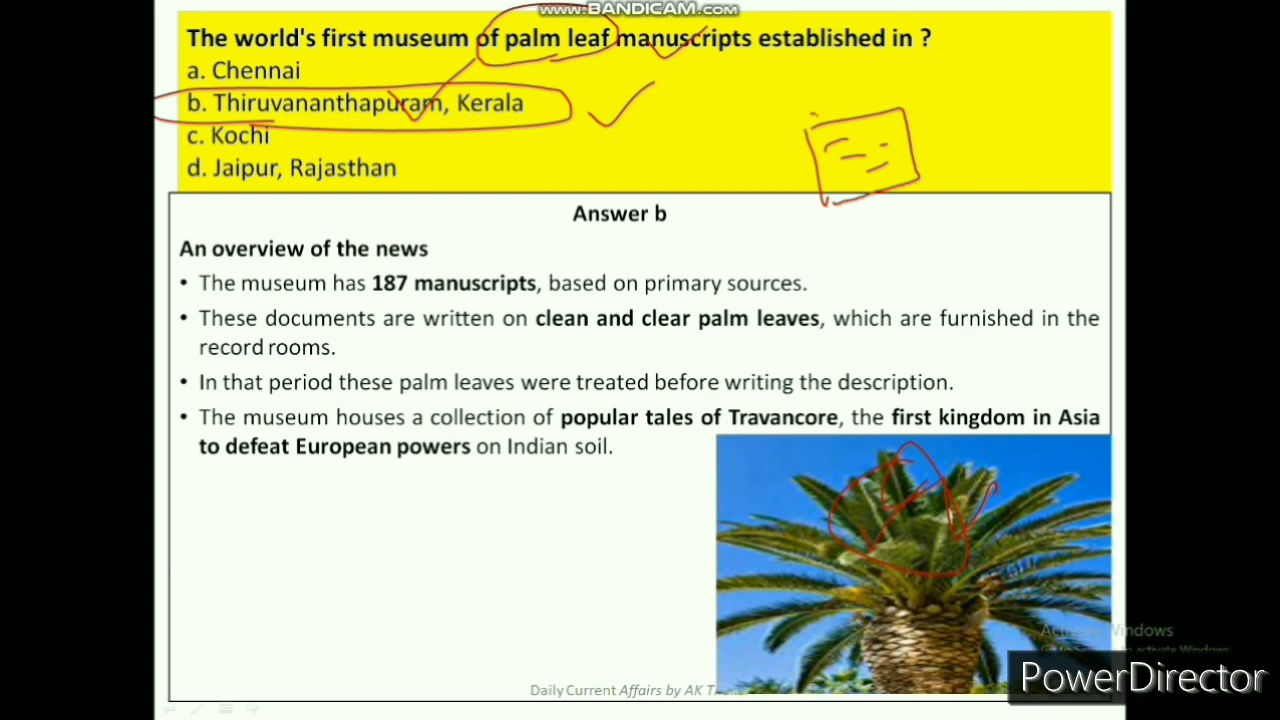 www.BANDICAM.com
The world's first museum of palm leaf manuscripts established in ?
a. Chennai
b. Thiruvananthapuram, Kerala
c. Kochi
d. Jaipur, Rajasthan
Answer b
An overview of the news
• The museum has 187 manuscripts, based on primary sources.
• These documents are written on clean and clear palm leaves, which are furnished in the
record rooms.
• In that period these palm leaves were treated before writing the description.
• The museum houses a collection of popular tales of Travancore, the first kingdom in Asia
to defeat European powers on Indian soil.
Activate Windows
Daily Current Affairs by AK
PowerDirector